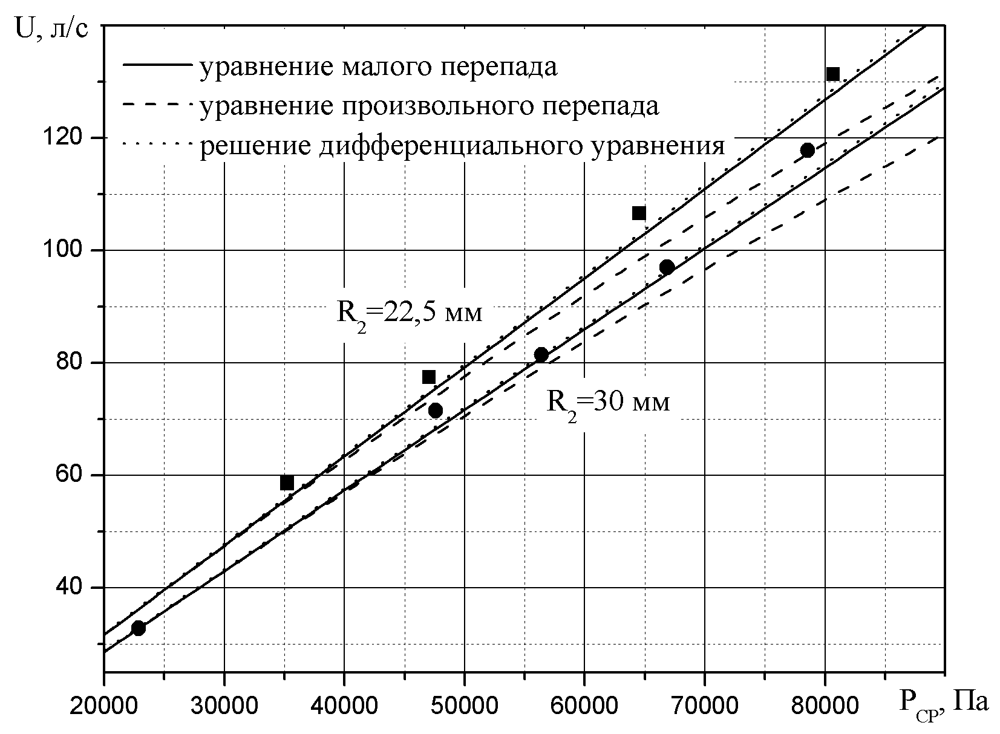 U, л/с
уравнение малого перепада
уравнение произвольного перепада
решение дифференциального уравнения
120
100
80
60
40
R2=22,5 мм
R2=30 мм
20000 30000 40000 50000 60000 70000 80000 PСР, Па